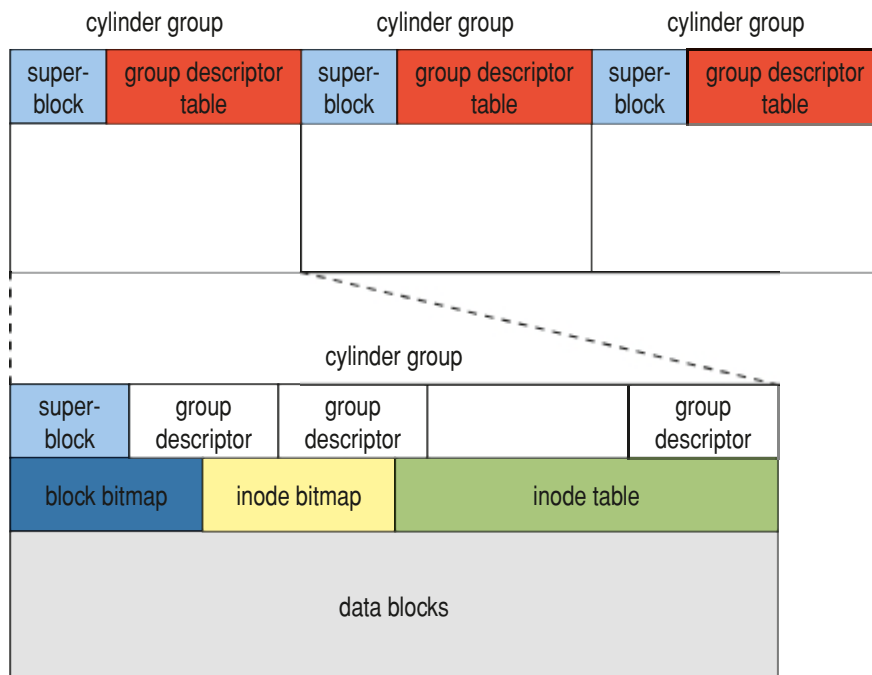 cylinder group cylinder group cylinder group
super- group descriptor super- group descriptor super- group descriptor
block table block table block table
cylinder group
super- group group group
block descriptor descriptor descriptor
block bitmap inode bitmap inode table
data blocks